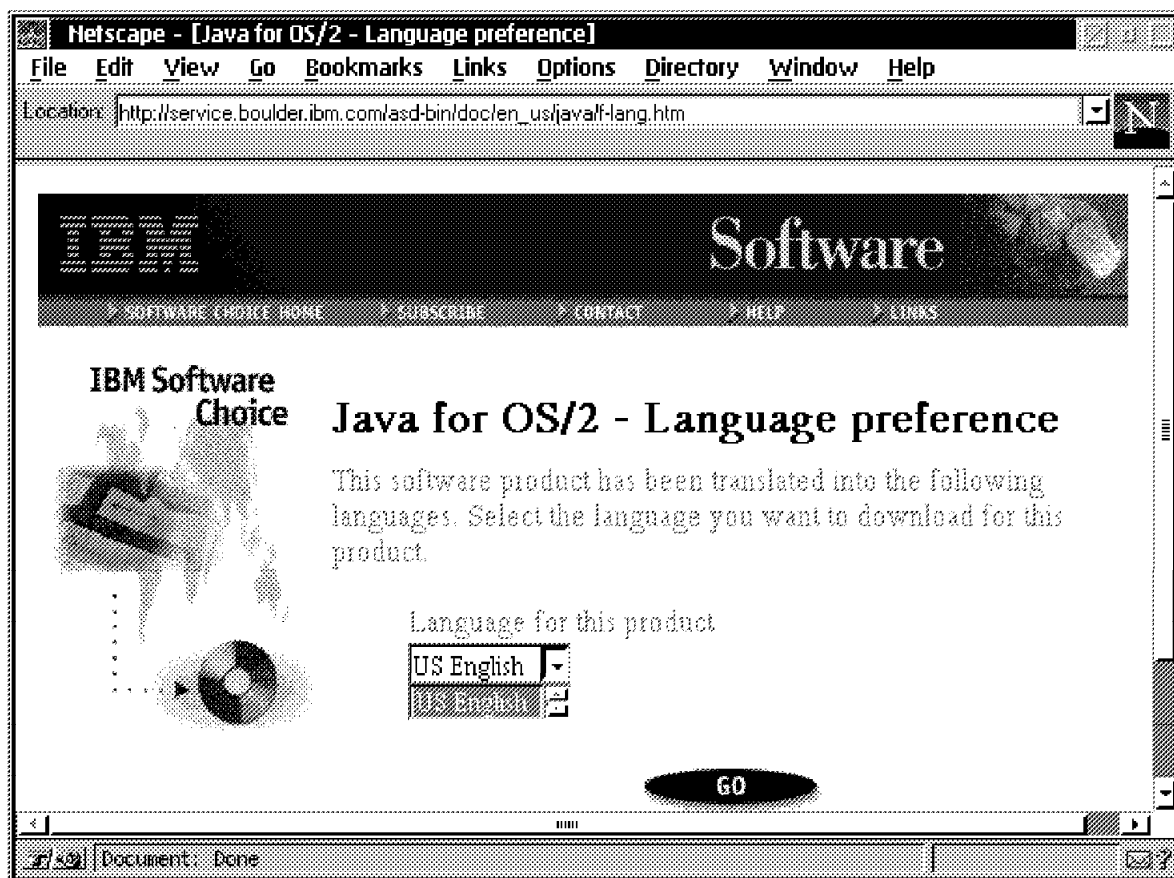 Netscape - [Java for OS/2 - Language preference]
File Edit View Go Bookmarks Links Options Directory Window Help
Location: http://service.boulder.ibm.com/asd-bin/doc/en_us/java/f-lang.htm
N
IBM Software
SOFTWARE CHOICE HOME SUBSCRIBE CONTACT HELP LINKS
IBM Software
Choice
Java for OS/2 - Language preference
This software product has been translated into the following
languages. Select the language you want to download for this
product.
Language for this product
US English
US English
GO
Document: Done
?